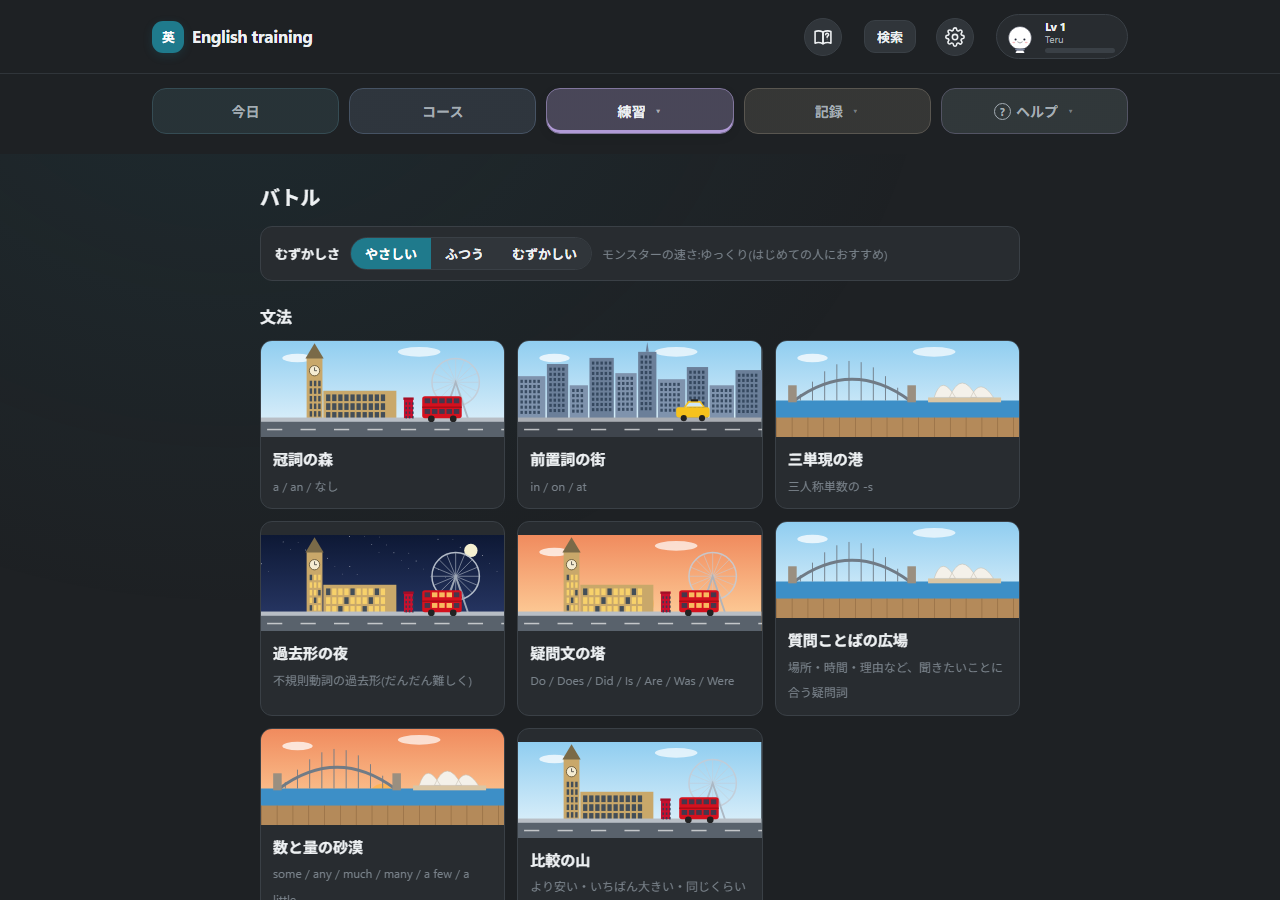 英 English training
検索
Lv 1
Teru
今日
コース
練習
記録
? ヘルプ
バトル
むずかしさ やさしい ふつう むずかしい モンスターの速さ:ゆっくり(はじめての人におすすめ)
文法
冠詞の森
a / an / なし
前置詞の街
in / on / at
三単現の港
三人称単数の -s
過去形の夜
不規則動詞の過去形(だんだん難しく)
疑問文の塔
Do / Does / Did / Is / Are / Was / Were
質問ことばの広場
場所・時間・理由など、聞きたいことに
合う疑問詞
数と量の砂漠
some / any / much / many / a few / a
little
比較の山
より安い・いちばん大きい・同じくらい